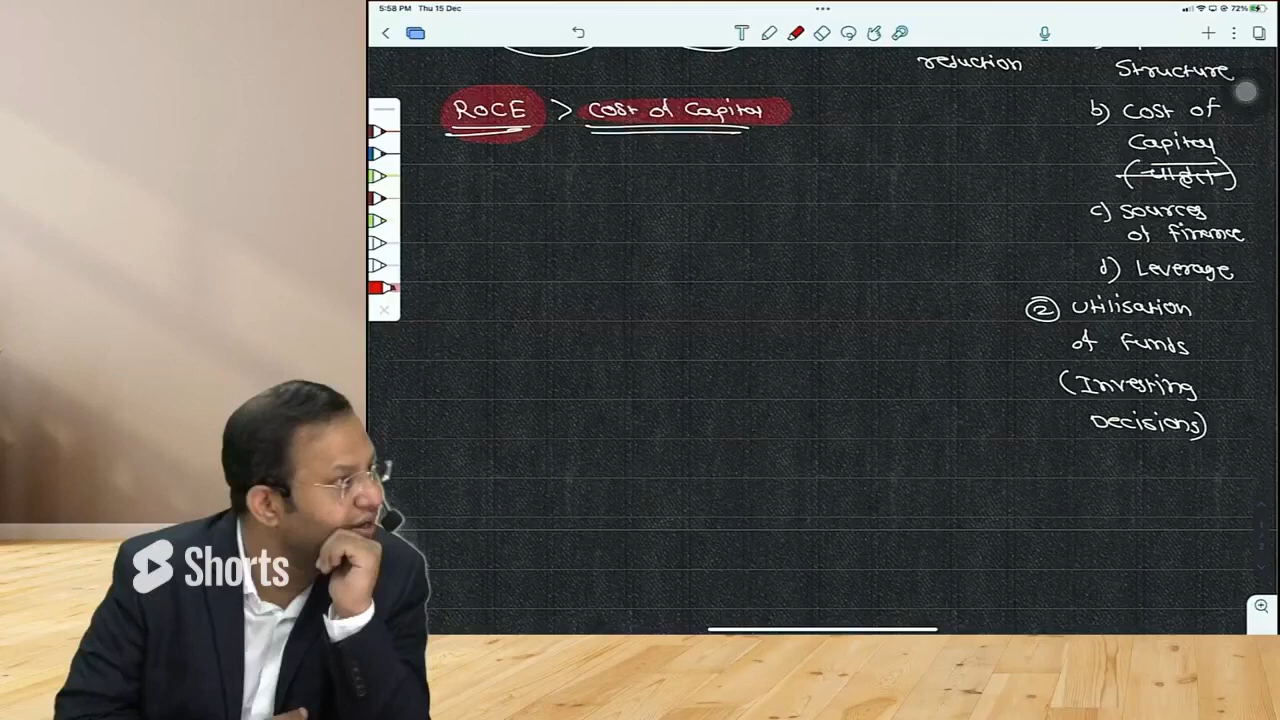 5:58 PM Thu 15 Dec
72%
reduction
Structure
ROCE > Cost of Capital
b) Cost of
Capital
c) Sources
of finance
d) Leverage
② Utilisation
of Funds
(Investing
Decisions)
Shorts